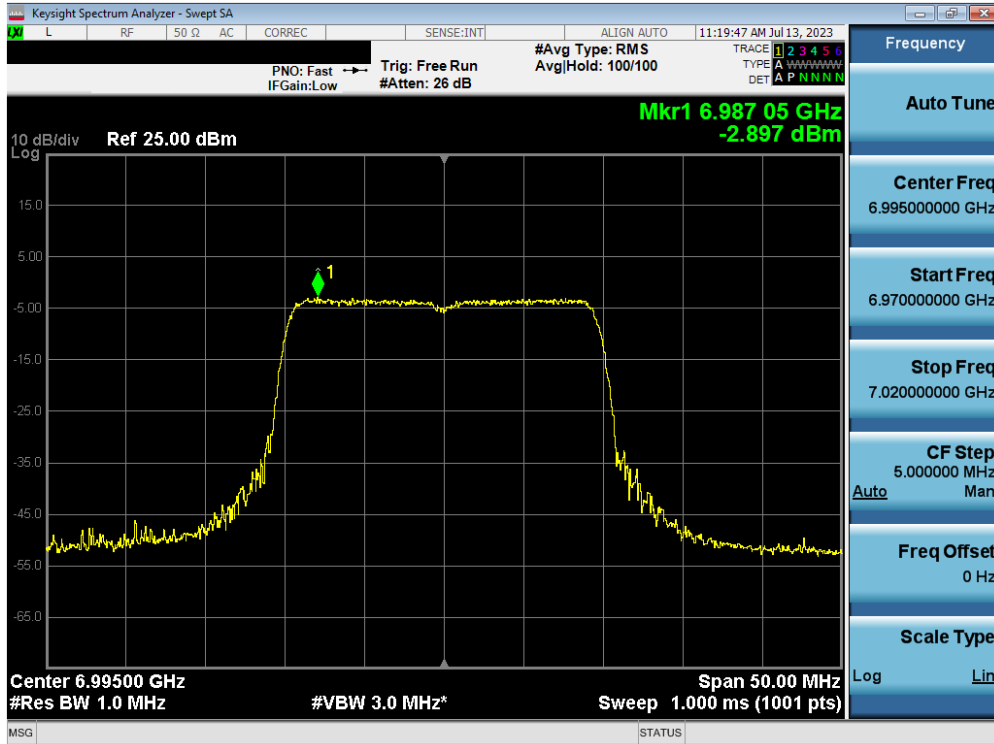 Keysight Spectrum Analyzer - Swept SA
LXI L RF 50 Ω AC CORREC SENSE:INT ALIGN AUTO 11:19:47 AM Jul 13, 2023
PNO: Fast
IFGain:Low
Trig: Free Run
#Atten: 26 dB
#Avg Type: RMS
Avg|Hold: 100/100
TRACE 1 2 3 4 5 6
TYPE A WWWWW
DET A P N N N N
Mkr1 6.987 05 GHz
-2.897 dBm
10 dB/div Ref 25.00 dBm
Log
1
15.0
5.00
-5.00
-15.0
-25.0
-35.0
-45.0
-55.0
-65.0
Center 6.99500 GHz Span 50.00 MHz
#Res BW 1.0 MHz #VBW 3.0 MHz* Sweep 1.000 ms (1001 pts)
MSG STATUS
Frequency
Auto Tune
Center Freq
6.995000000 GHz
Start Freq
6.970000000 GHz
Stop Freq
7.020000000 GHz
CF Step
5.000000 MHz
Auto Man
Freq Offset
0 Hz
Scale Type
Log Lin